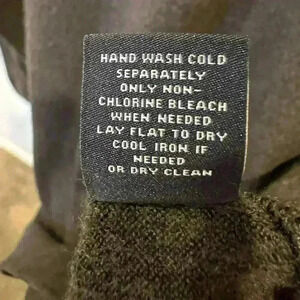 HAND WASH COLD
SEPARATELY
ONLY NON-
CHLORINE BLEACH
WHEN NEEDED
LAY FLAT TO DRY
COOL IRON IF
NEEDED
OR DRY CLEAN